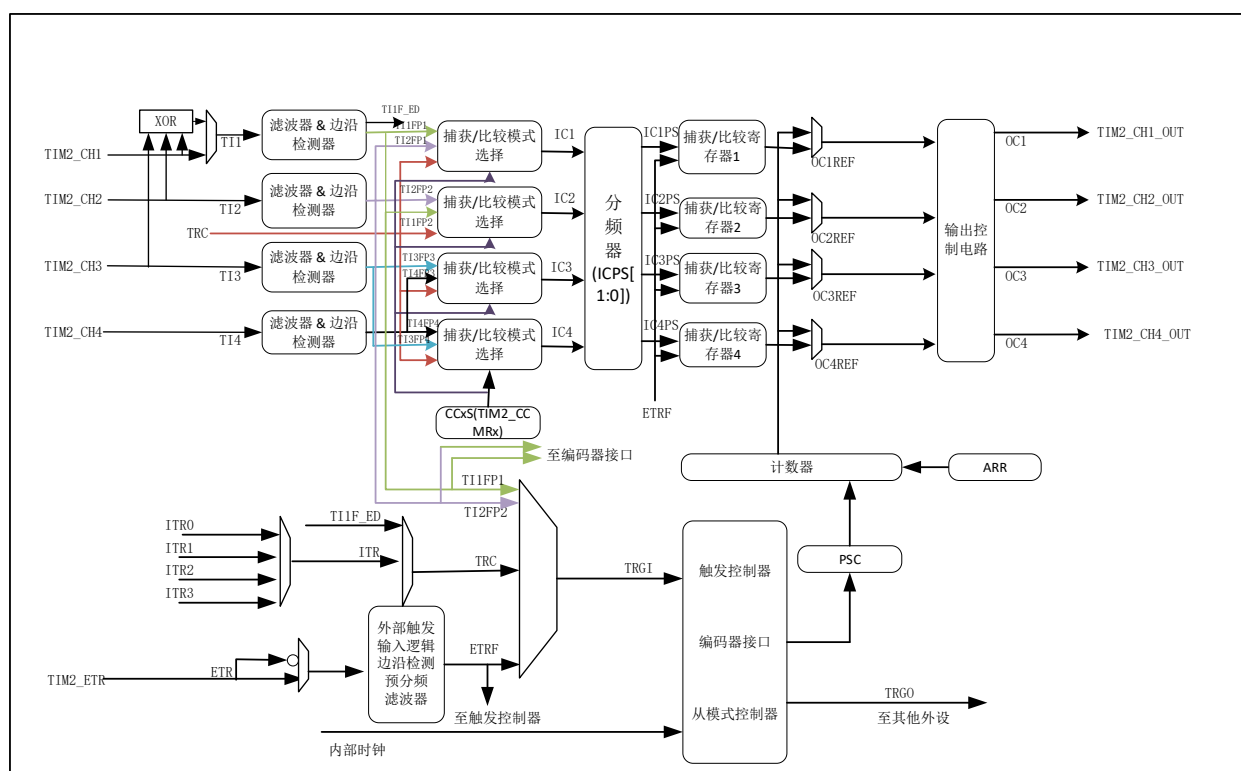 XOR
TIM2_CH1
TIM2_CH2
TRC
TIM2_CH3
TIM2_CH4
TI1
TI2
TI3
TI4
滤波器 & 边沿
检测器
滤波器 & 边沿
检测器
滤波器 & 边沿
检测器
滤波器 & 边沿
检测器
TI1F_ED
TI1FP1
TI2FP1
TI2FP2
TI1FP2
TI3FP3
TI4FP3
TI4FP4
TI3FP4
捕获/比较模式
选择
捕获/比较模式
选择
捕获/比较模式
选择
捕获/比较模式
选择
CCxS(TIM2_CC
MRx)
IC1
IC2
IC3
IC4
分
频
器
(ICPS[
1:0])
IC1PS
IC2PS
IC3PS
IC4PS
ETRF
捕获/比较寄
存器1
捕获/比较寄
存器2
捕获/比较寄
存器3
捕获/比较寄
存器4
OC1REF
OC2REF
OC3REF
OC4REF
输出控
制电路
OC1
OC2
OC3
OC4
TIM2_CH1_OUT
TIM2_CH2_OUT
TIM2_CH3_OUT
TIM2_CH4_OUT
至编码器接口
计数器
ARR
PSC
TI1FP1
TI2FP2
ITR0
ITR1
ITR2
ITR3
TI1F_ED
ITR
TRC
TRGI
TIM2_ETR
ETR
外部触发
输入逻辑
边沿检测
预分频
滤波器
ETRF
至触发控制器
内部时钟
触发控制器
编码器接口
从模式控制器
TRGO
至其他外设